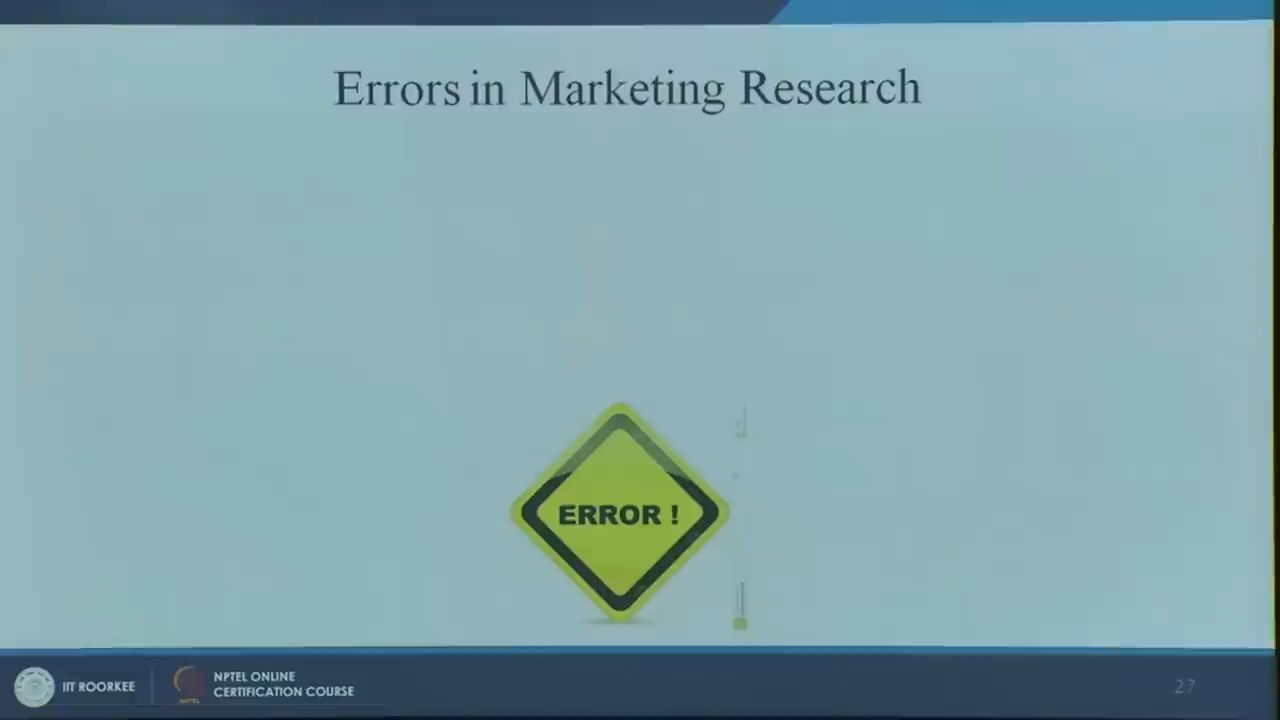 Errors in Marketing Research
ERROR !
IIT ROORKEE
NPTEL ONLINE
CERTIFICATION COURSE
27